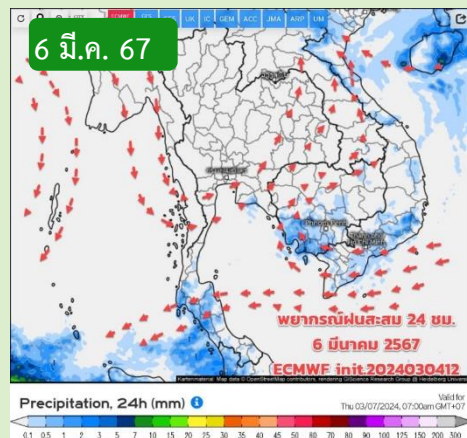 ECMWF
GFS
UK IC GEM ACC JMA ARP UM
6 มี.ค. 67
Phnom Penh
พยากรณ์ฝนสะสม 24 ชม.
6 มีนาคม 2567
ECMWF init.2024030412
Precipitation, 24h (mm)
Valid for
Thu 03/07/2024, 07:00am GMT+07
0.1 0.5 1 2 3 5 7 10 15 20 25 30 35 40 45 50 60 70 80 90 100 125 150 200 300